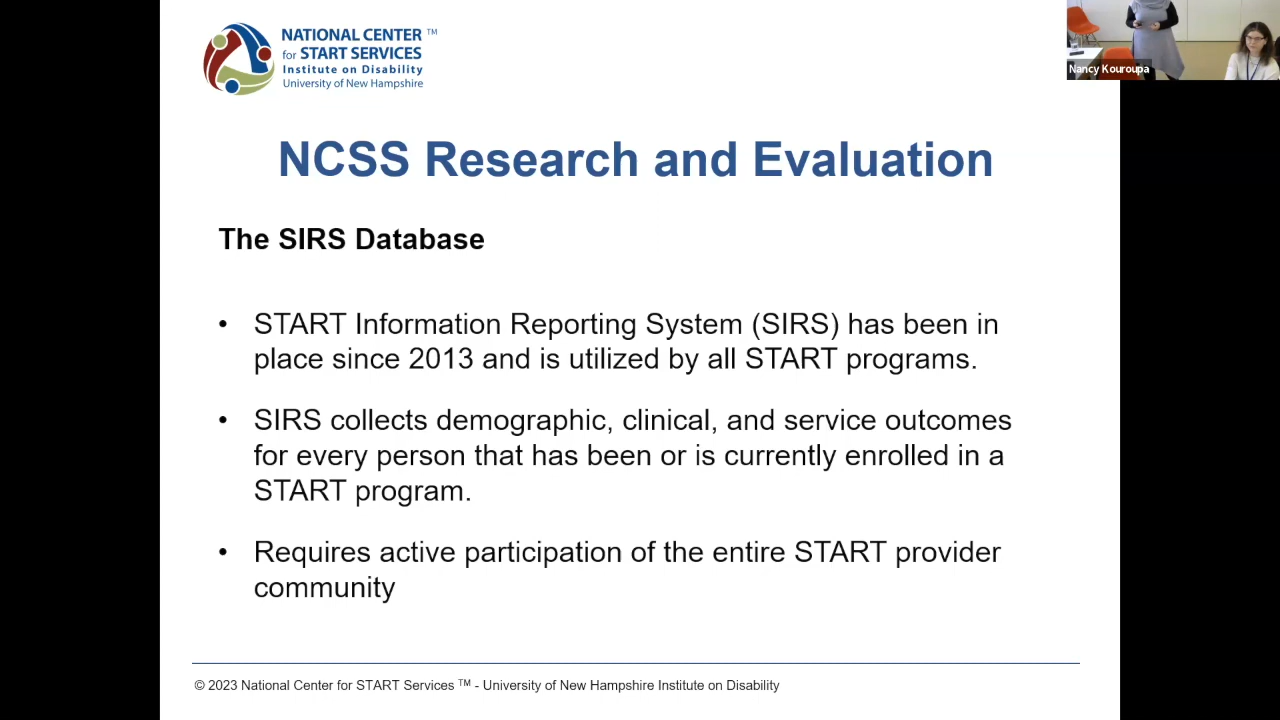 NATIONAL CENTER ™
for START SERVICES
Institute on Disability
University of New Hampshire
Nancy Kouroupa
NCSS Research and Evaluation
The SIRS Database
• START Information Reporting System (SIRS) has been in
place since 2013 and is utilized by all START programs.
• SIRS collects demographic, clinical, and service outcomes
for every person that has been or is currently enrolled in a
START program.
• Requires active participation of the entire START provider
community
© 2023 National Center for START Services ™ - University of New Hampshire Institute on Disability